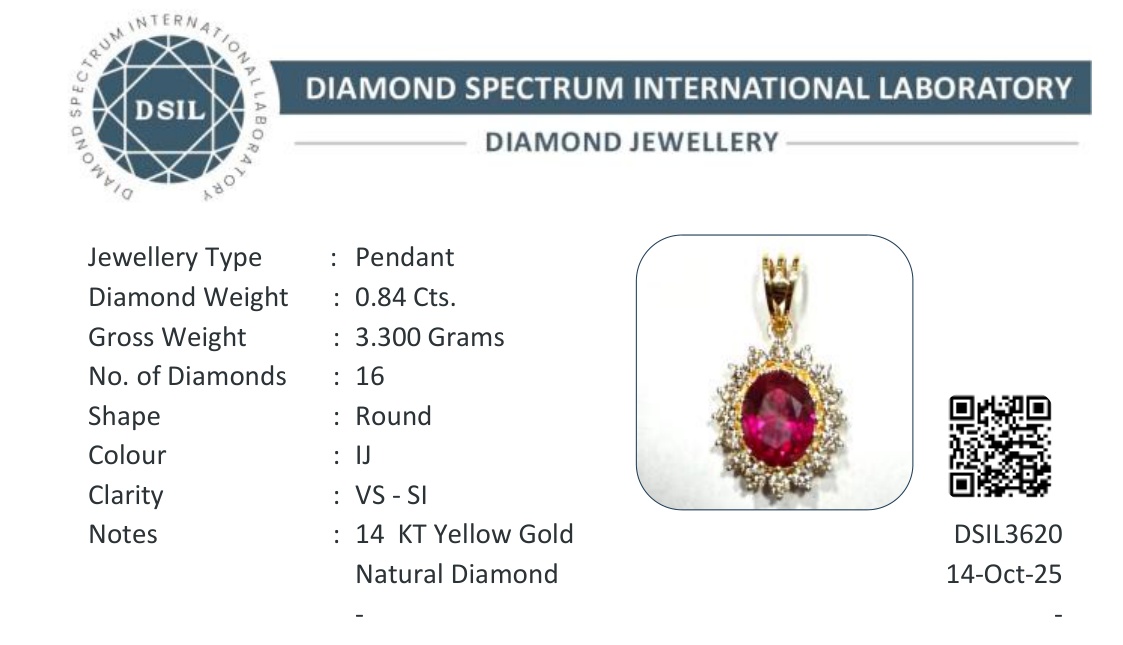 DIAMOND SPECTRUM INTERNATIONAL LABORATORY
DSIL
DIAMOND SPECTRUM INTERNATIONAL LABORATORY
DIAMOND JEWELLERY
Jewellery Type : Pendant
Diamond Weight : 0.84 Cts.
Gross Weight : 3.300 Grams
No. of Diamonds : 16
Shape : Round
Colour : IJ
Clarity : VS - SI
Notes : 14 KT Yellow Gold
Natural Diamond
-
DSIL3620
14-Oct-25
-